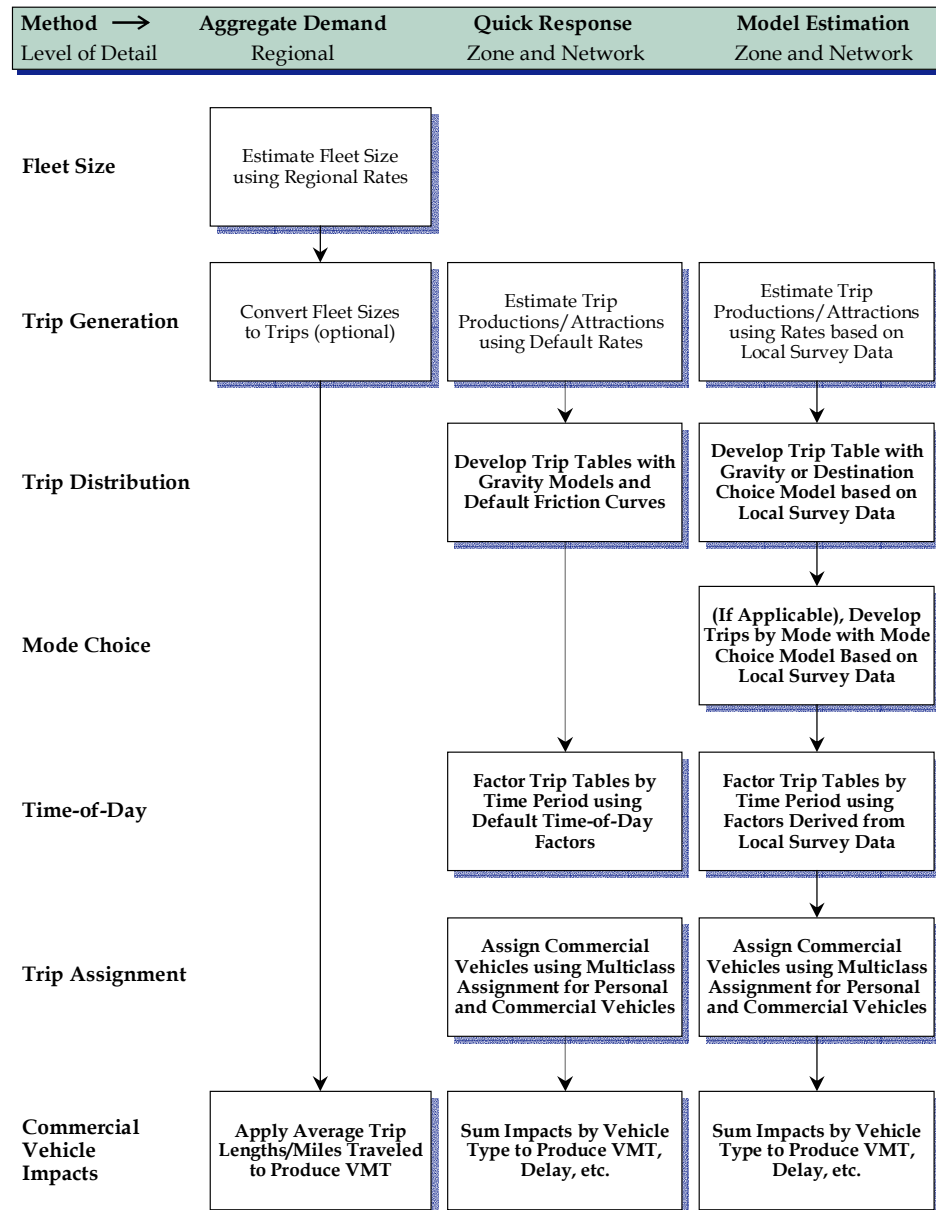 Method → Aggregate Demand Quick Response Model Estimation
Level of Detail Regional Zone and Network Zone and Network
Fleet Size
Estimate Fleet Size
using Regional Rates
Trip Generation
Convert Fleet Sizes
to Trips (optional)
Estimate Trip
Productions/Attractions
using Default Rates
Estimate Trip
Productions/Attractions
using Rates based on
Local Survey Data
Trip Distribution
Develop Trip Tables with
Gravity Models and
Default Friction Curves
Develop Trip Table with
Gravity or Destination
Choice Model based on
Local Survey Data
Mode Choice
(If Applicable), Develop
Trips by Mode with Mode
Choice Model Based on
Local Survey Data
Time-of-Day
Factor Trip Tables by
Time Period using
Default Time-of-Day
Factors
Factor Trip Tables by
Time Period using
Factors Derived from
Local Survey Data
Trip Assignment
Assign Commercial
Vehicles using Multiclass
Assignment for Personal
and Commercial Vehicles
Assign Commercial
Vehicles using Multiclass
Assignment for Personal
and Commercial Vehicles
Commercial
Vehicle
Impacts
Apply Average Trip
Lengths/Miles Traveled
to Produce VMT
Sum Impacts by Vehicle
Type to Produce VMT,
Delay, etc.
Sum Impacts by Vehicle
Type to Produce VMT,
Delay, etc.